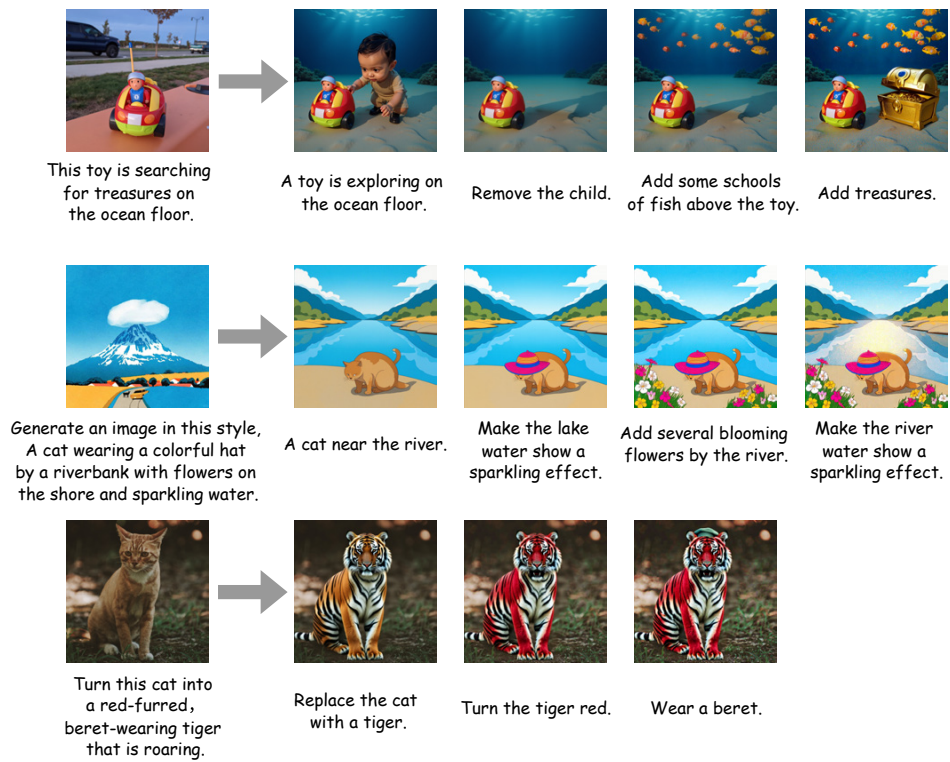 This toy is searching
for treasures on
the ocean floor.
A toy is exploring on
the ocean floor.
Remove the child.
Add some schools
of fish above the toy.
Add treasures.
Generate an image in this style,
A cat wearing a colorful hat
by a riverbank with flowers on
the shore and sparkling water.
A cat near the river.
Make the lake
water show a
sparkling effect.
Add several blooming
flowers by the river.
Make the river
water show a
sparkling effect.
Turn this cat into
a red-furred,
beret-wearing tiger
that is roaring.
Replace the cat
with a tiger.
Turn the tiger red.
Wear a beret.